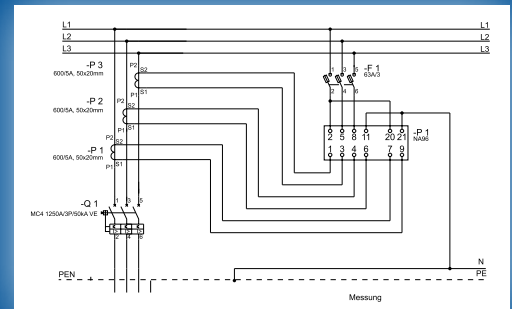 L1 L1
L2 L2
L3 L3
-P 3
600/5A, 50x20mm
P2 S2
P1 S1
-F 1
63A/3
1 3 5
2 4 6
-P 2
600/5A, 50x20mm
P2 S2
P1 S1
-P 1
600/5A, 50x20mm
P2 S2
P1 S1
2 5 8 11 20 21
1 3 4 6 7 9
-P 1
NA96
-Q 1
MC4 1250A/3P/50kA VE
1 3 5
2 4 6
N
PEN PE
Messung